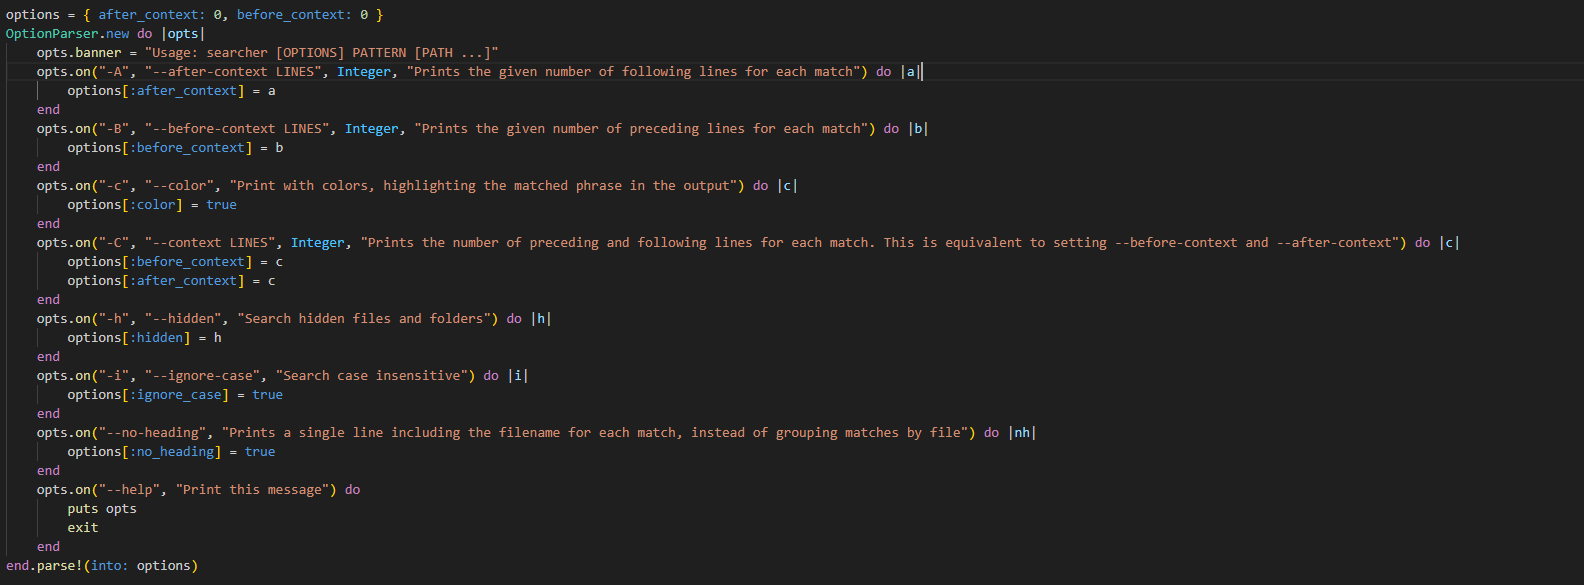 options = { after_context: 0, before_context: 0 }
OptionParser.new do |opts|
    opts.banner = "Usage: searcher [OPTIONS] PATTERN [PATH ...]"
    opts.on("-A", "--after-context LINES", Integer, "Prints the given number of following lines for each match") do |a|
        options[:after_context] = a
    end
    opts.on("-B", "--before-context LINES", Integer, "Prints the given number of preceding lines for each match") do |b|
        options[:before_context] = b
    end
    opts.on("-c", "--color", "Print with colors, highlighting the matched phrase in the output") do |c|
        options[:color] = true
    end
    opts.on("-C", "--context LINES", Integer, "Prints the number of preceding and following lines for each match. This is equivalent to setting --before-context and --after-context") do |c|
        options[:before_context] = c
        options[:after_context] = c
    end
    opts.on("-h", "--hidden", "Search hidden files and folders") do |h|
        options[:hidden] = h
    end
    opts.on("-i", "--ignore-case", "Search case insensitive") do |i|
        options[:ignore_case] = true
    end
    opts.on("--no-heading", "Prints a single line including the filename for each match, instead of grouping matches by file") do |nh|
        options[:no_heading] = true
    end
    opts.on("--help", "Print this message") do
        puts opts
        exit
    end
end.parse!(into: options)